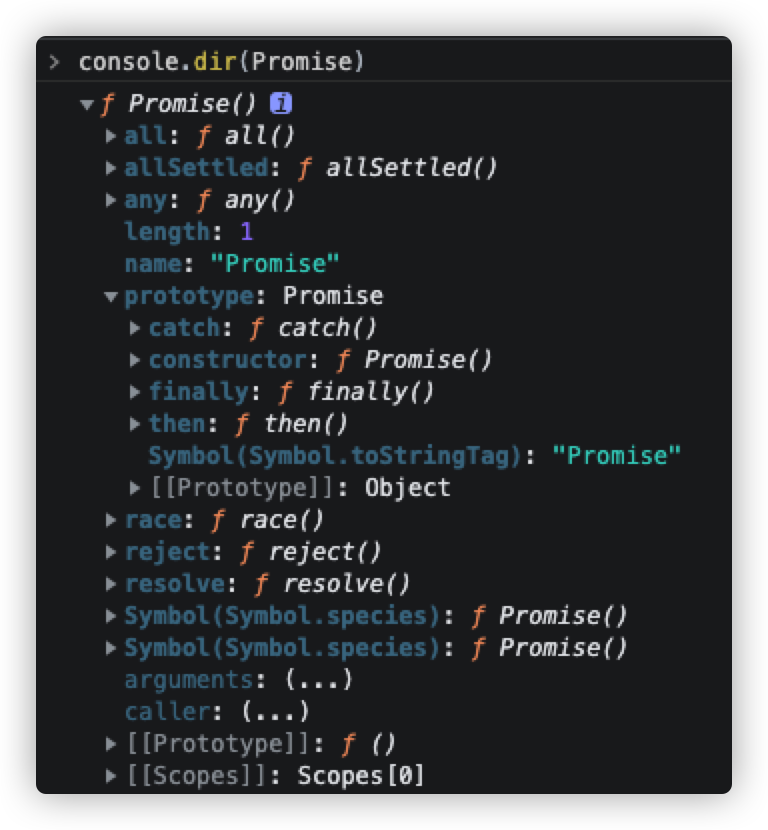 > console.dir(Promise)
▼ƒ Promise() i
▶all: ƒ all()
▶allSettled: ƒ allSettled()
▶any: ƒ any()
length: 1
name: "Promise"
▼prototype: Promise
▶catch: ƒ catch()
▶constructor: ƒ Promise()
▶finally: ƒ finally()
▶then: ƒ then()
Symbol(Symbol.toStringTag): "Promise"
▶[[Prototype]]: Object
▶race: ƒ race()
▶reject: ƒ reject()
▶resolve: ƒ resolve()
▶Symbol(Symbol.species): ƒ Promise()
▶Symbol(Symbol.species): ƒ Promise()
arguments: (...)
caller: (...)
▶[[Prototype]]: ƒ ()
▶[[Scopes]]: Scopes[0]